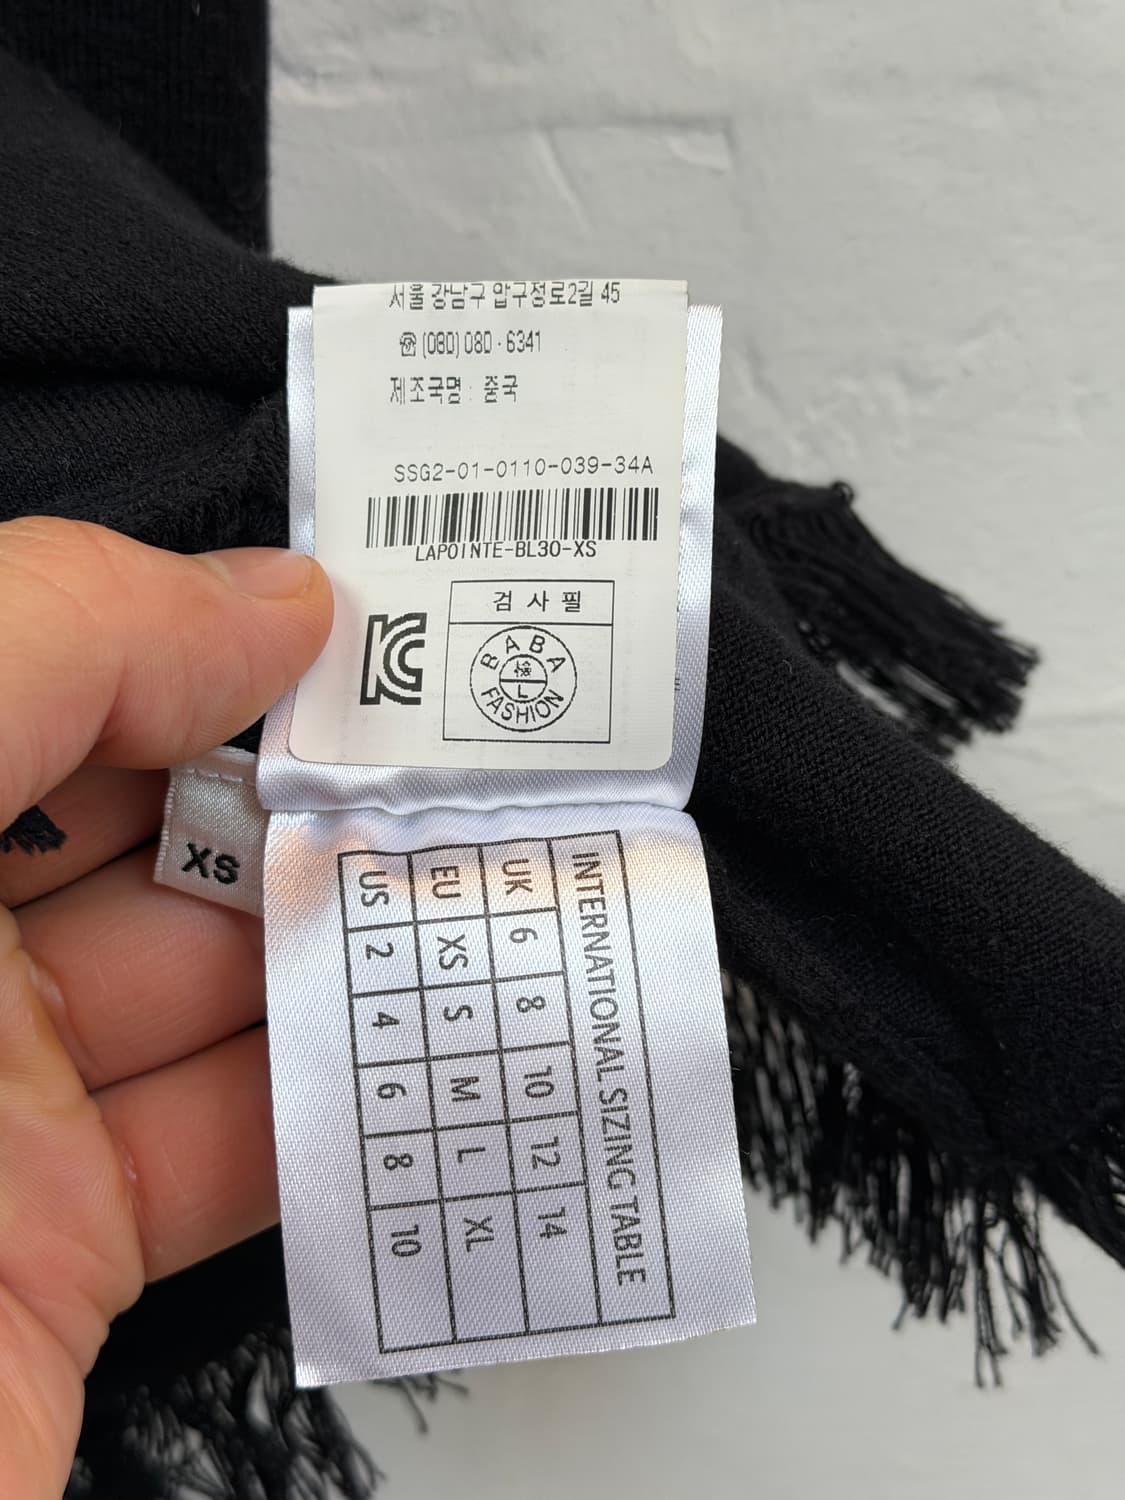 서울 강남구 압구정로2길 45
☎ (080) 080-6341
제조국명 : 중국
SSG2-01-0110-039-34A
LAPOINTE-BL30-XS
검사필
BABA
L
FASHION
KC
XS
INTERNATIONAL SIZING TABLE
UK 6 8 10 12 14
EU XS S M L XL
US 2 4 6 8 10